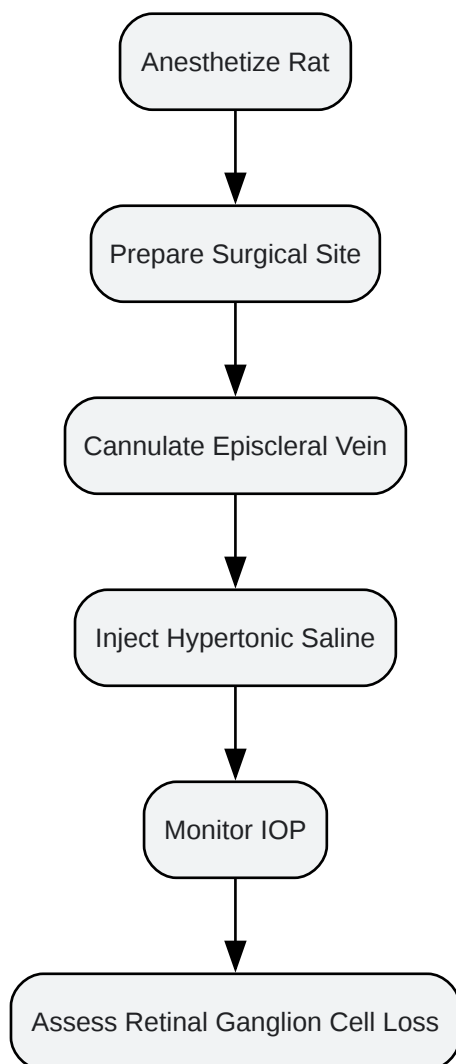 Anesthetize Rat
Prepare Surgical Site
Cannulate Episcleral Vein
Inject Hypertonic Saline
Monitor IOP
Assess Retinal Ganglion Cell Loss